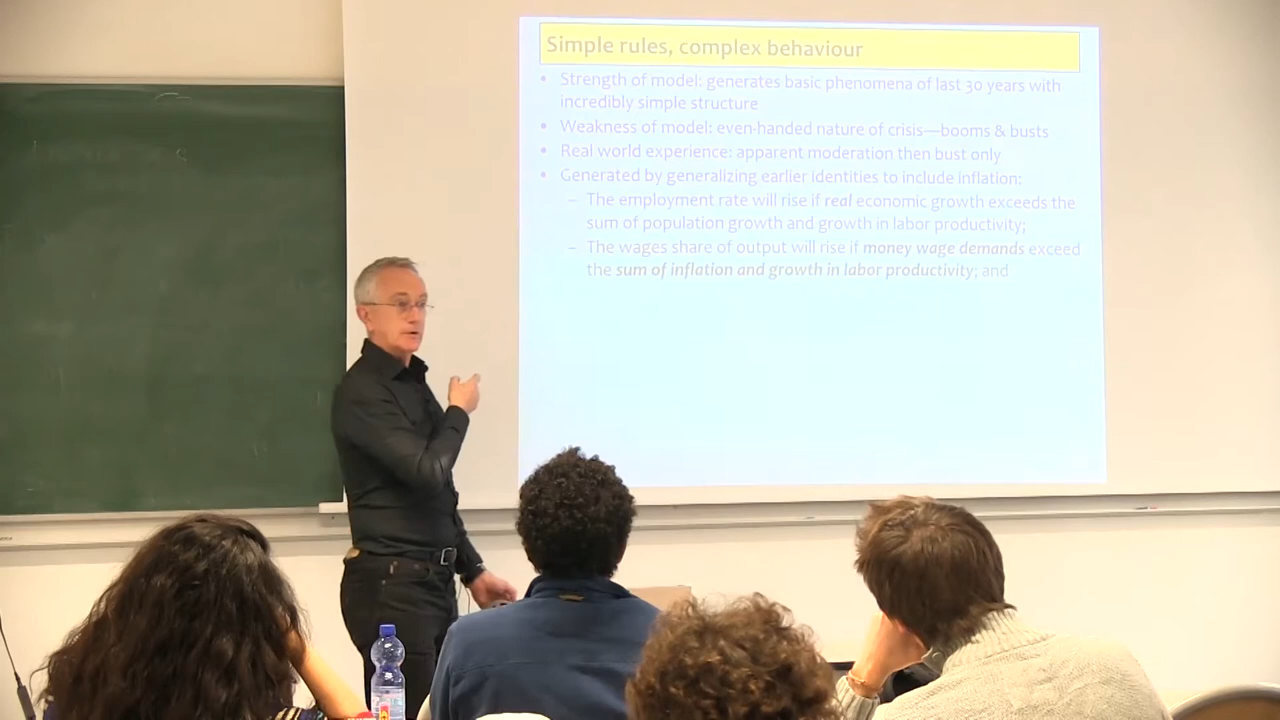 Simple rules, complex behaviour
• Strength of model: generates basic phenomena of last 30 years with
incredibly simple structure
• Weakness of model: even-handed nature of crisis—booms & busts
• Real world experience: apparent moderation then bust only
• Generated by generalizing earlier identities to include inflation:
– The employment rate will rise if real economic growth exceeds the
sum of population growth and growth in labor productivity;
– The wages share of output will rise if money wage demands exceed
the sum of inflation and growth in labor productivity; and